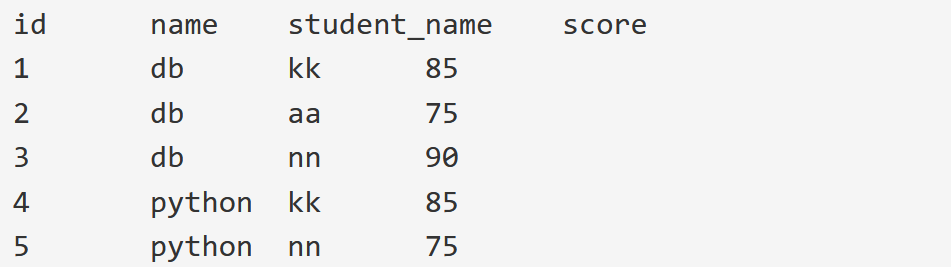 id name student_name score
1 db kk 85
2 db aa 75
3 db nn 90
4 python kk 85
5 python nn 75